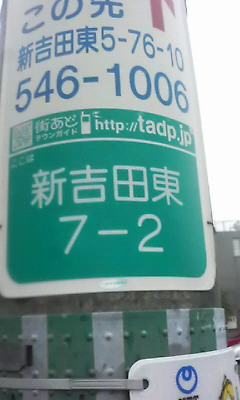 この先
新吉田東5-76-10
546-1006
街あど
タウンガイド
http://tadp.jp
ここは
新吉田東
7-2